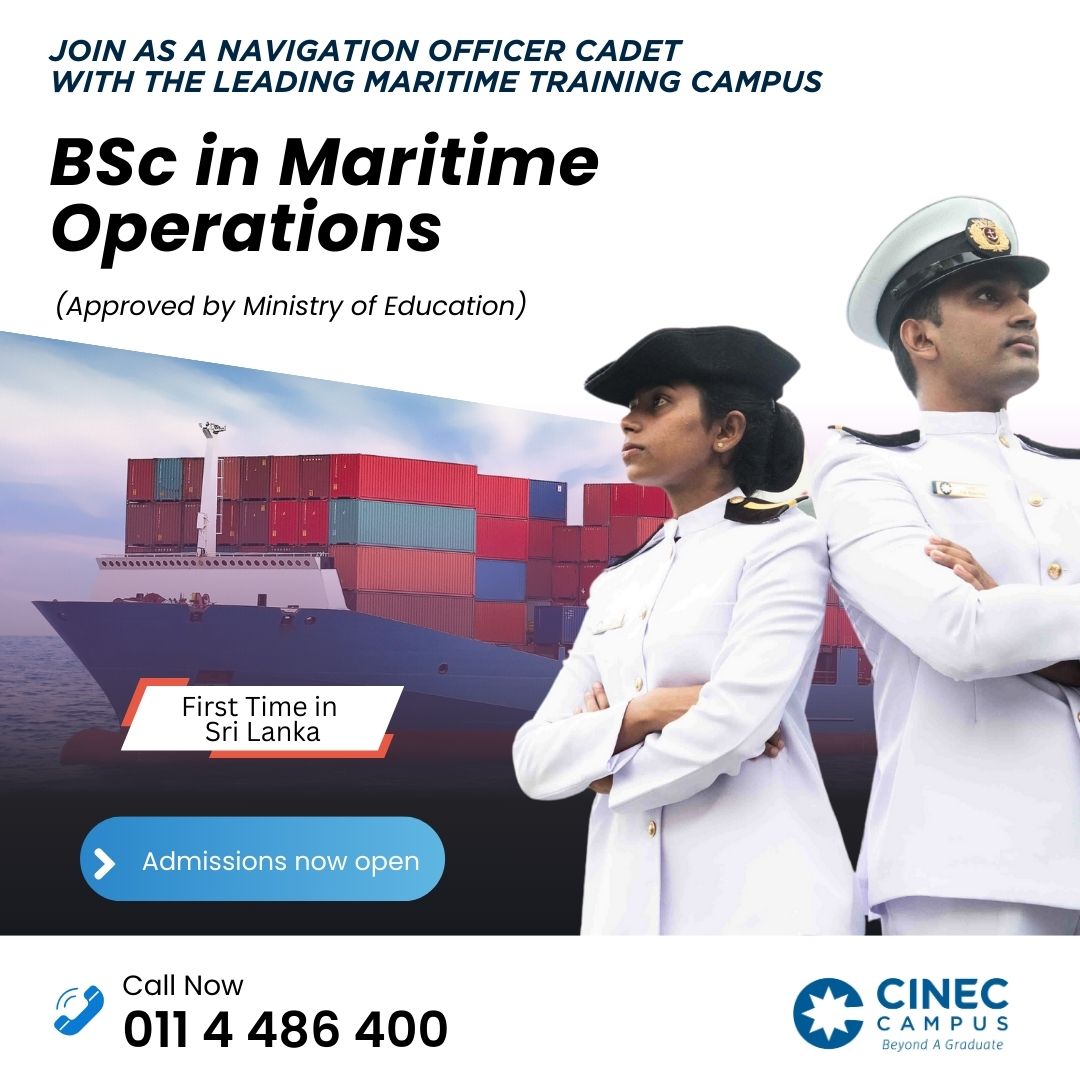 JOIN AS A NAVIGATION OFFICER CADET
WITH THE LEADING MARITIME TRAINING CAMPUS
BSc in Maritime
Operations
(Approved by Ministry of Education)
First Time in
Sri Lanka
Admissions now open
Call Now
011 4 486 400
CINEC
CAMPUS
Beyond A Graduate